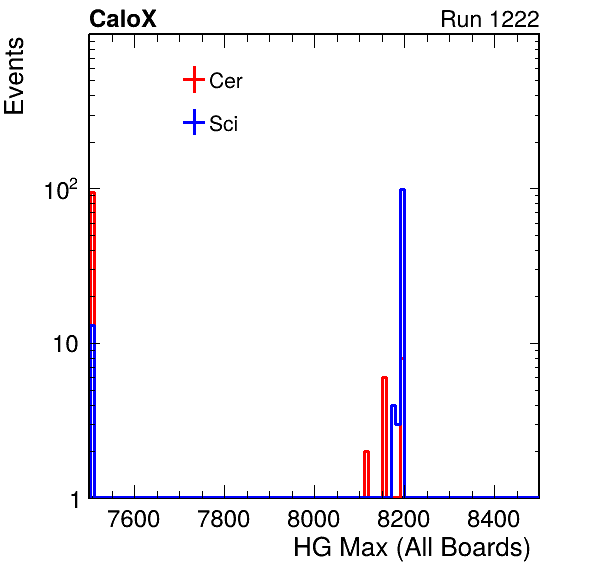 CaloX Run 1222
Events
Cer
Sci
10²
10
1
7600 7800 8000 8200 8400
HG Max (All Boards)